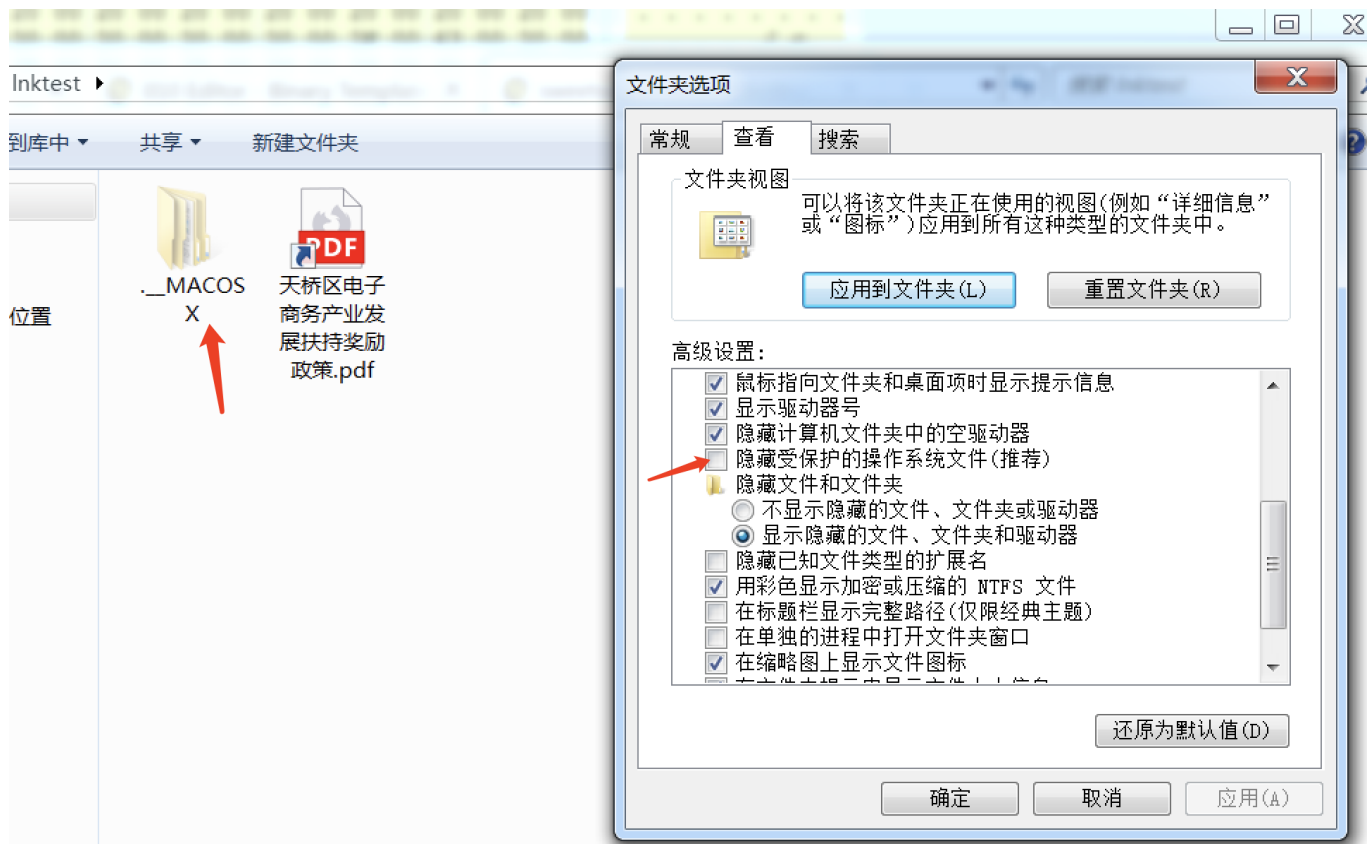 lnktest
到库中
共享
新建文件夹
位置
.__MACOS
X
PDF
天桥区电子
商务产业发
展扶持奖励
政策.pdf
文件夹选项
常规
查看
搜索
文件夹视图
可以将该文件夹正在使用的视图(例如“详细信息”
或“图标”)应用到所有这种类型的文件夹中。
应用到文件夹(L)
重置文件夹(R)
高级设置:
鼠标指向文件夹和桌面项时显示提示信息
显示驱动器号
隐藏计算机文件夹中的空驱动器
隐藏受保护的操作系统文件(推荐)
隐藏文件和文件夹
不显示隐藏的文件、文件夹或驱动器
显示隐藏的文件、文件夹和驱动器
隐藏已知文件类型的扩展名
用彩色显示加密或压缩的 NTFS 文件
在标题栏显示完整路径(仅限经典主题)
在单独的进程中打开文件夹窗口
在缩略图上显示文件图标
还原为默认值(D)
确定
取消
应用(A)